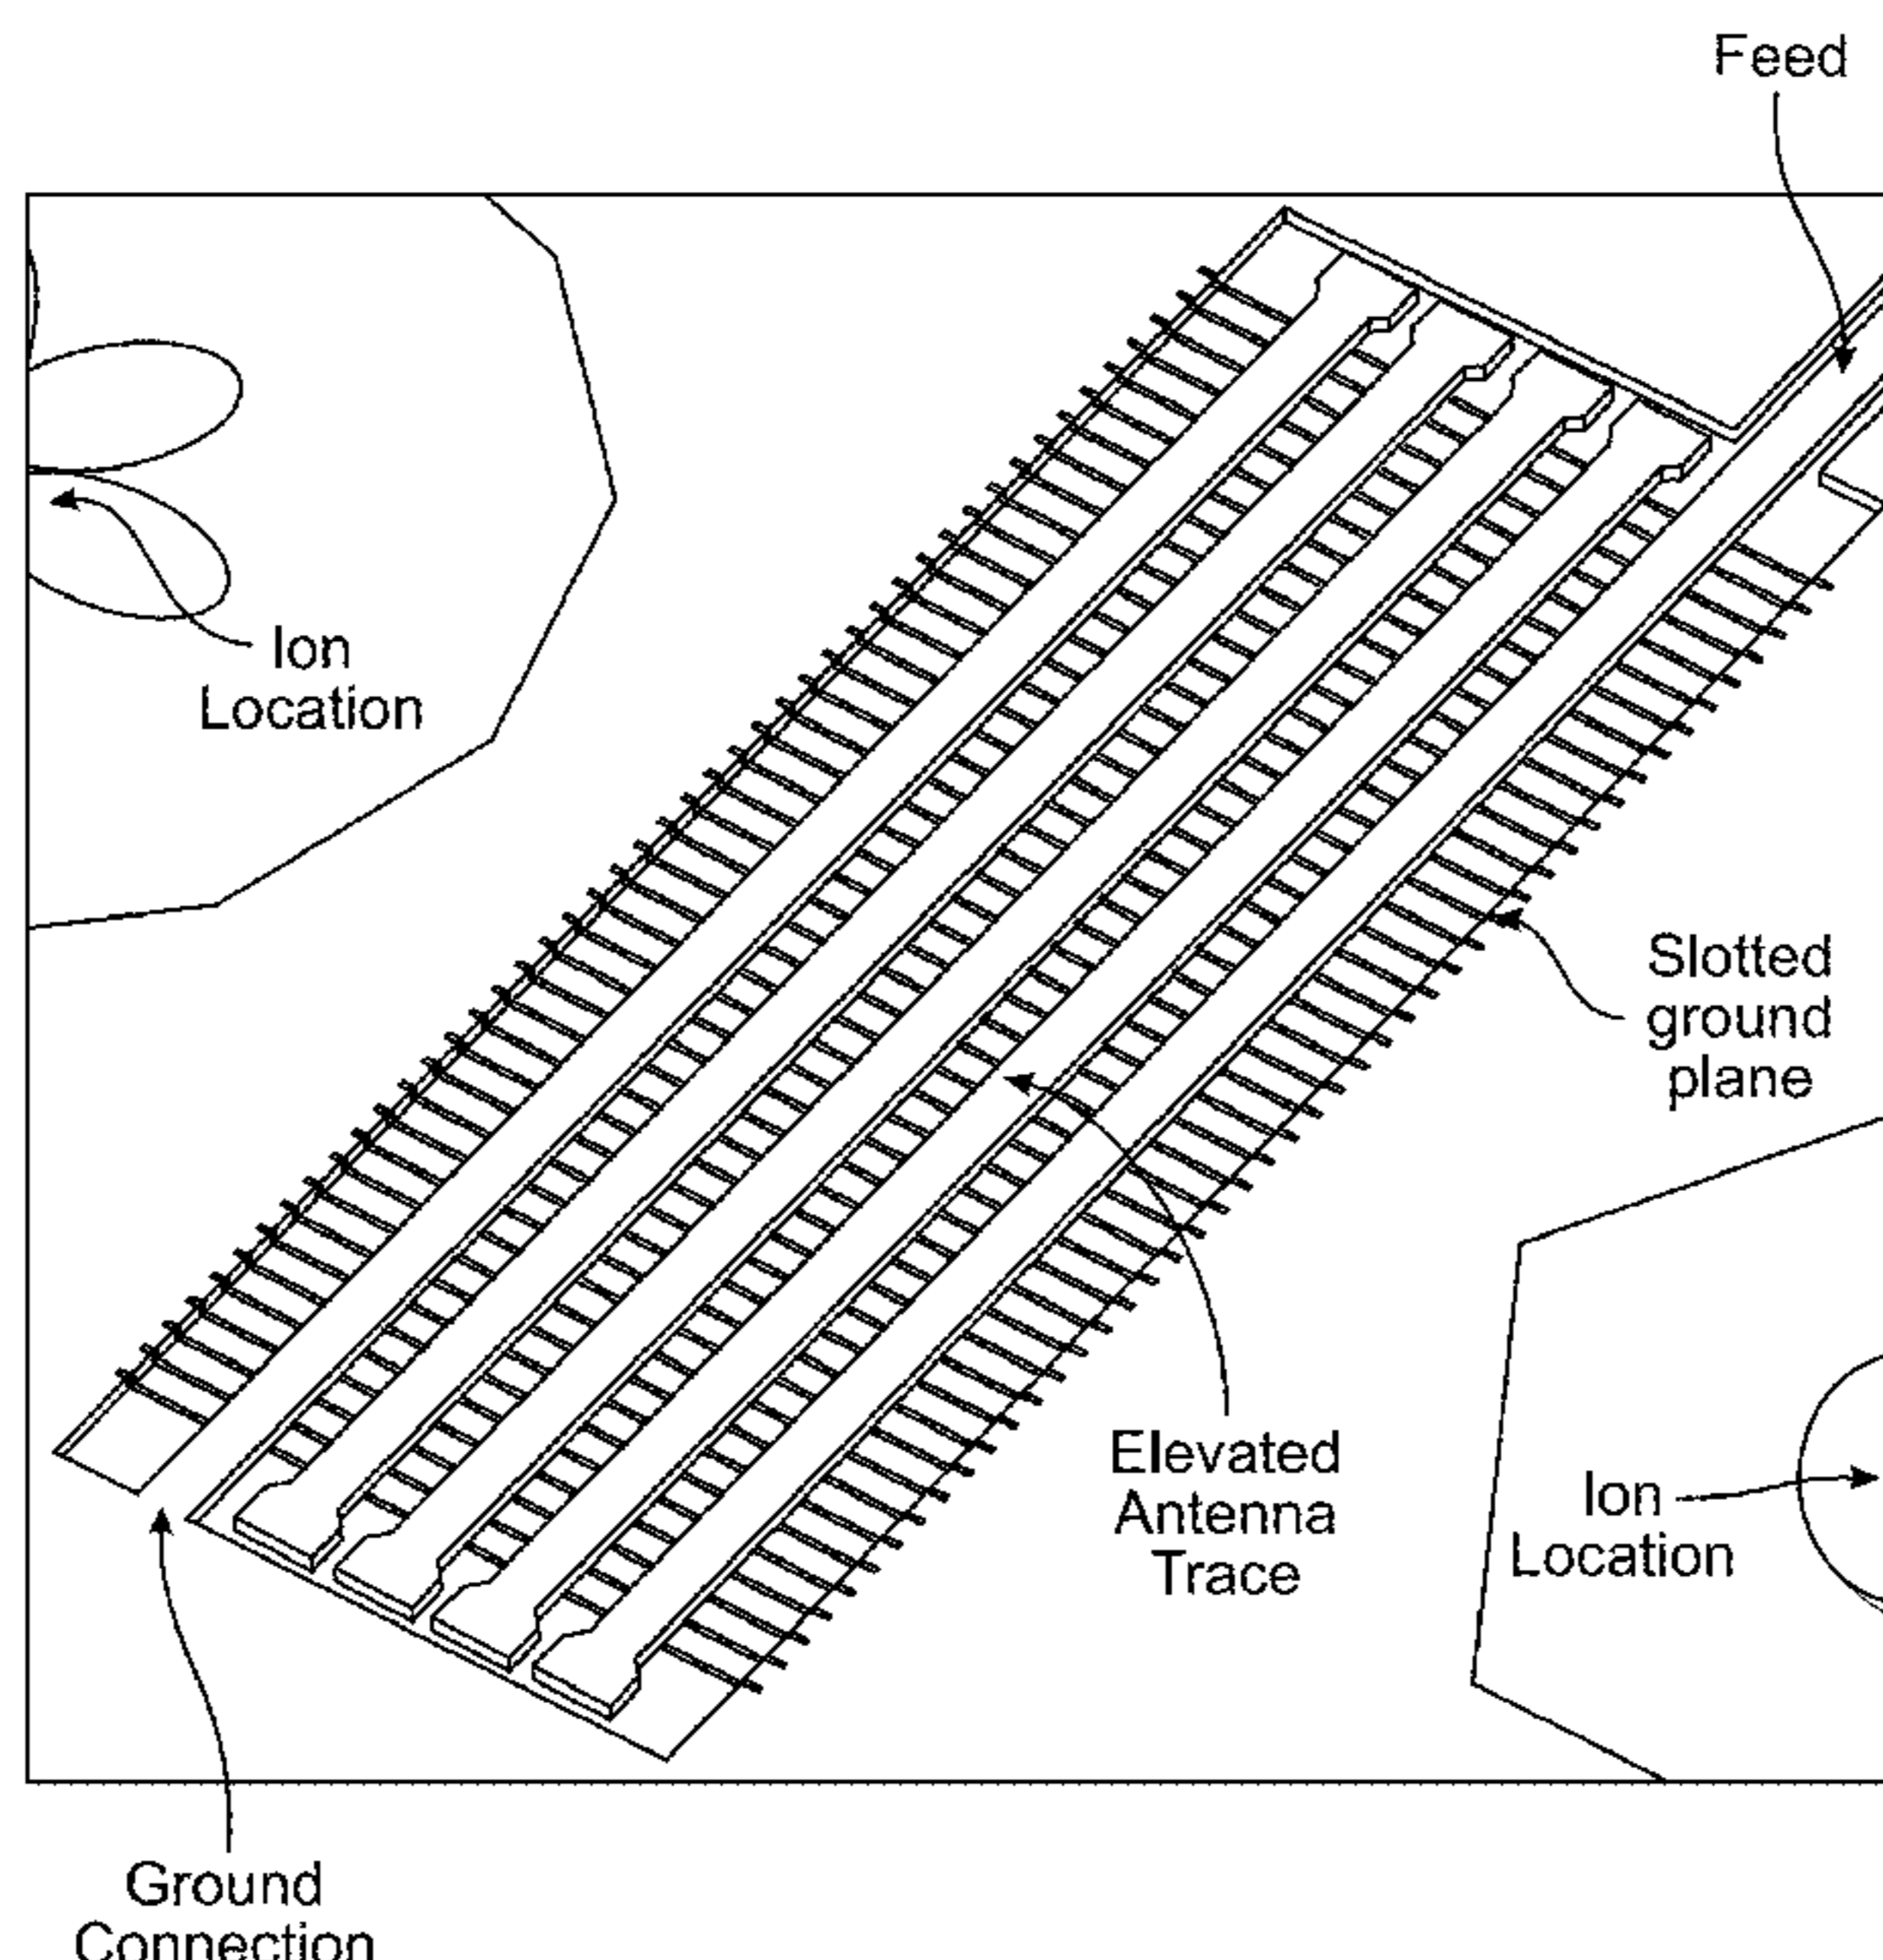 Feed
Ion
Location
Slotted
ground
plane
Elevated
Antenna
Trace
Ion
Location
Ground
Connection